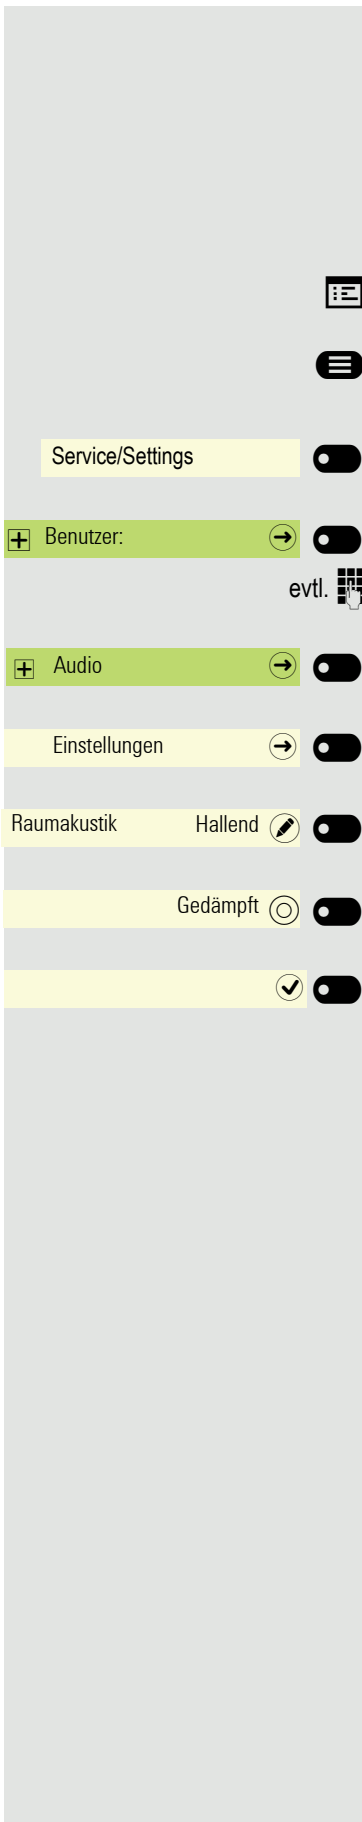 Service/Settings
Benutzer:
evtl.
Audio
Einstellungen
Raumakustik Hallend
Gedämpft